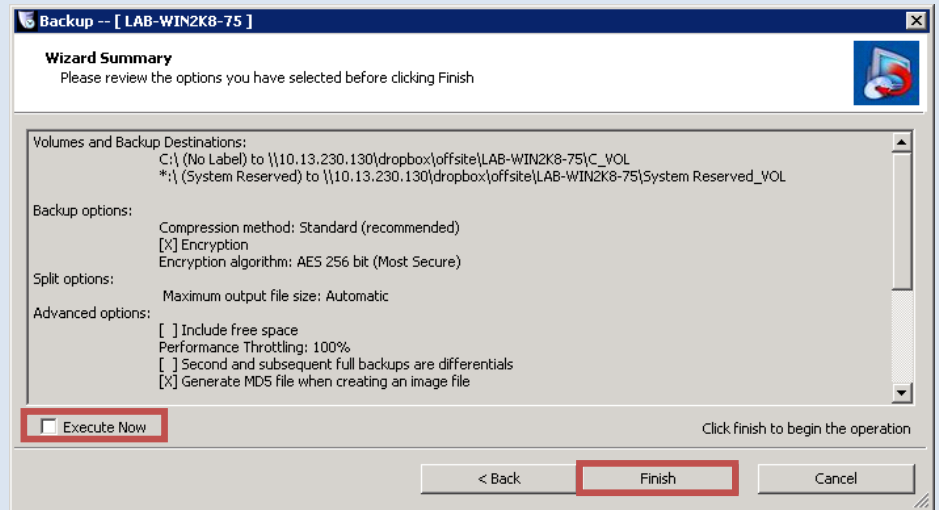 Backup -- [ LAB-WIN2K8-75 ]
Wizard Summary
Please review the options you have selected before clicking Finish
Volumes and Backup Destinations:
C:\ (No Label) to \\10.13.230.130\dropbox\offsite\LAB-WIN2K8-75\C_VOL
*:\ (System Reserved) to \\10.13.230.130\dropbox\offsite\LAB-WIN2K8-75\System Reserved_VOL
Backup options:
Compression method: Standard (recommended)
[X] Encryption
Encryption algorithm: AES 256 bit (Most Secure)
Split options:
Maximum output file size: Automatic
Advanced options:
[ ] Include free space
Performance Throttling: 100%
[ ] Second and subsequent full backups are differentials
[X] Generate MD5 file when creating an image file
Execute Now
Click finish to begin the operation
< Back
Finish
Cancel